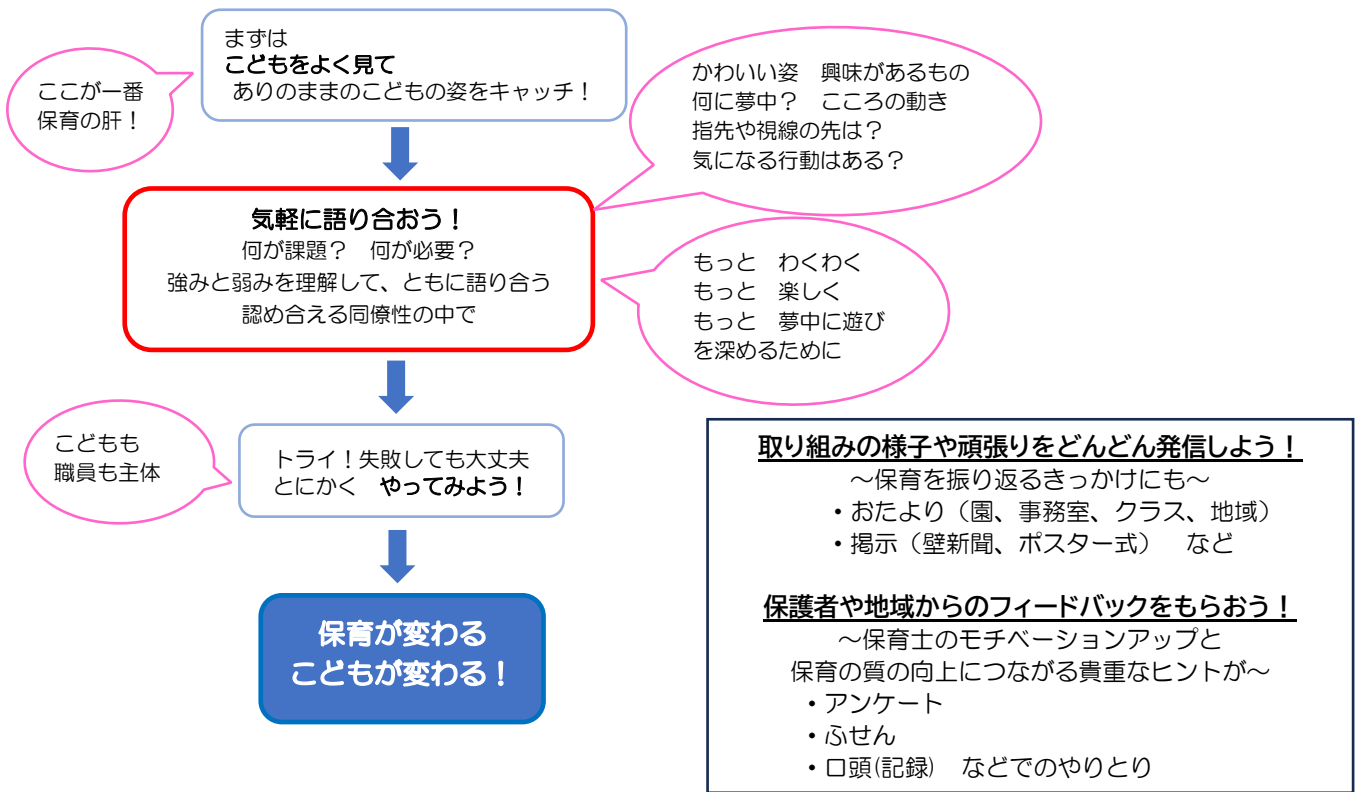 まずは
こどもをよく見て
ありのままのこどもの姿をキャッチ！
ここが一番
保育の肝！
かわいい姿　興味があるもの
何に夢中？　こころの動き
指先や視線の先は？
気になる行動はある？
気軽に語り合おう！
何が課題？　何が必要？
強みと弱みを理解して、ともに語り合う
認め合える同僚性の中で
もっと　わくわく
もっと　楽しく
もっと　夢中に遊び
を深めるために
こどもも
職員も主体
トライ！失敗しても大丈夫
とにかく　やってみよう！
保育が変わる
こどもが変わる！
取り組みの様子や頑張りをどんどん発信しよう！
～保育を振り返るきっかけにも～
・おたより（園、事務室、クラス、地域）
・掲示（壁新聞、ポスター式）　など
保護者や地域からのフィードバックをもらおう！
～保育士のモチベーションアップと
保育の質の向上につながる貴重なヒントが～
・アンケート
・ふせん
・口頭(記録)　などでのやりとり